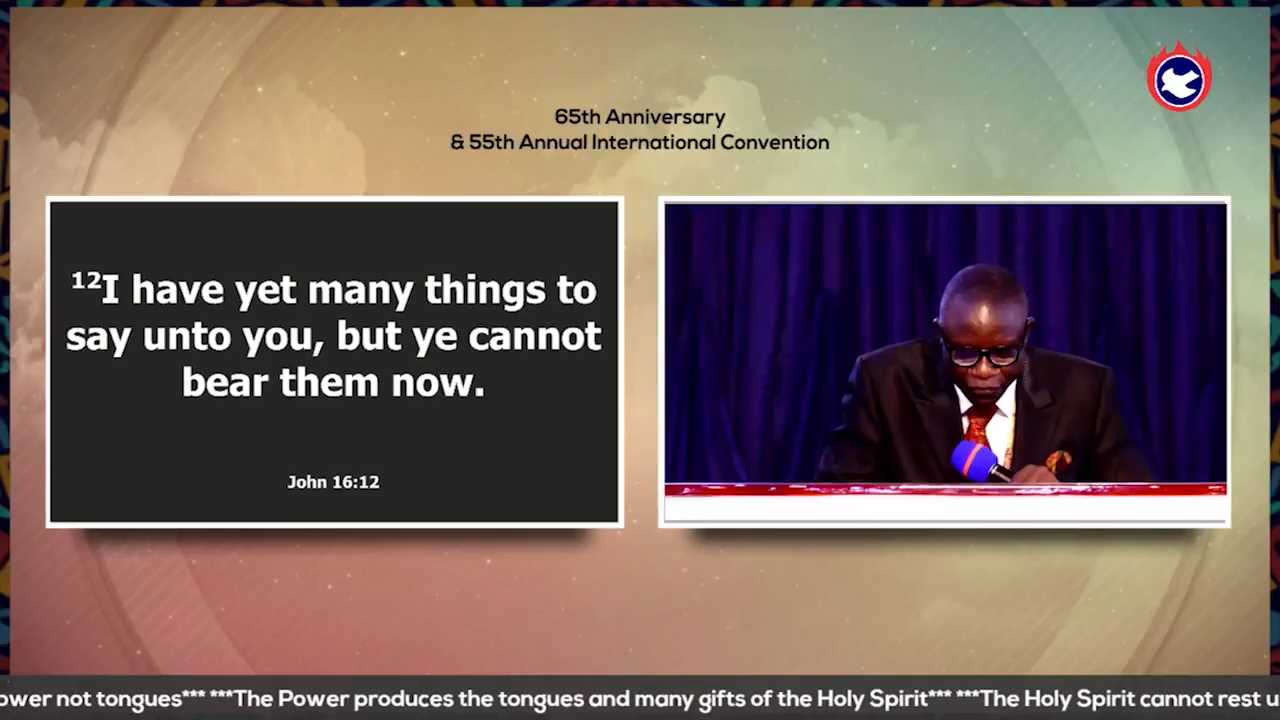 65th Anniversary
& 55th Annual International Convention
12I have yet many things to
say unto you, but ye cannot
bear them now.
John 16:12
not tongues*** ***The Power produces the tongues and many gifts of the Holy Spirit*** ***The Holy Spirit cannot rest